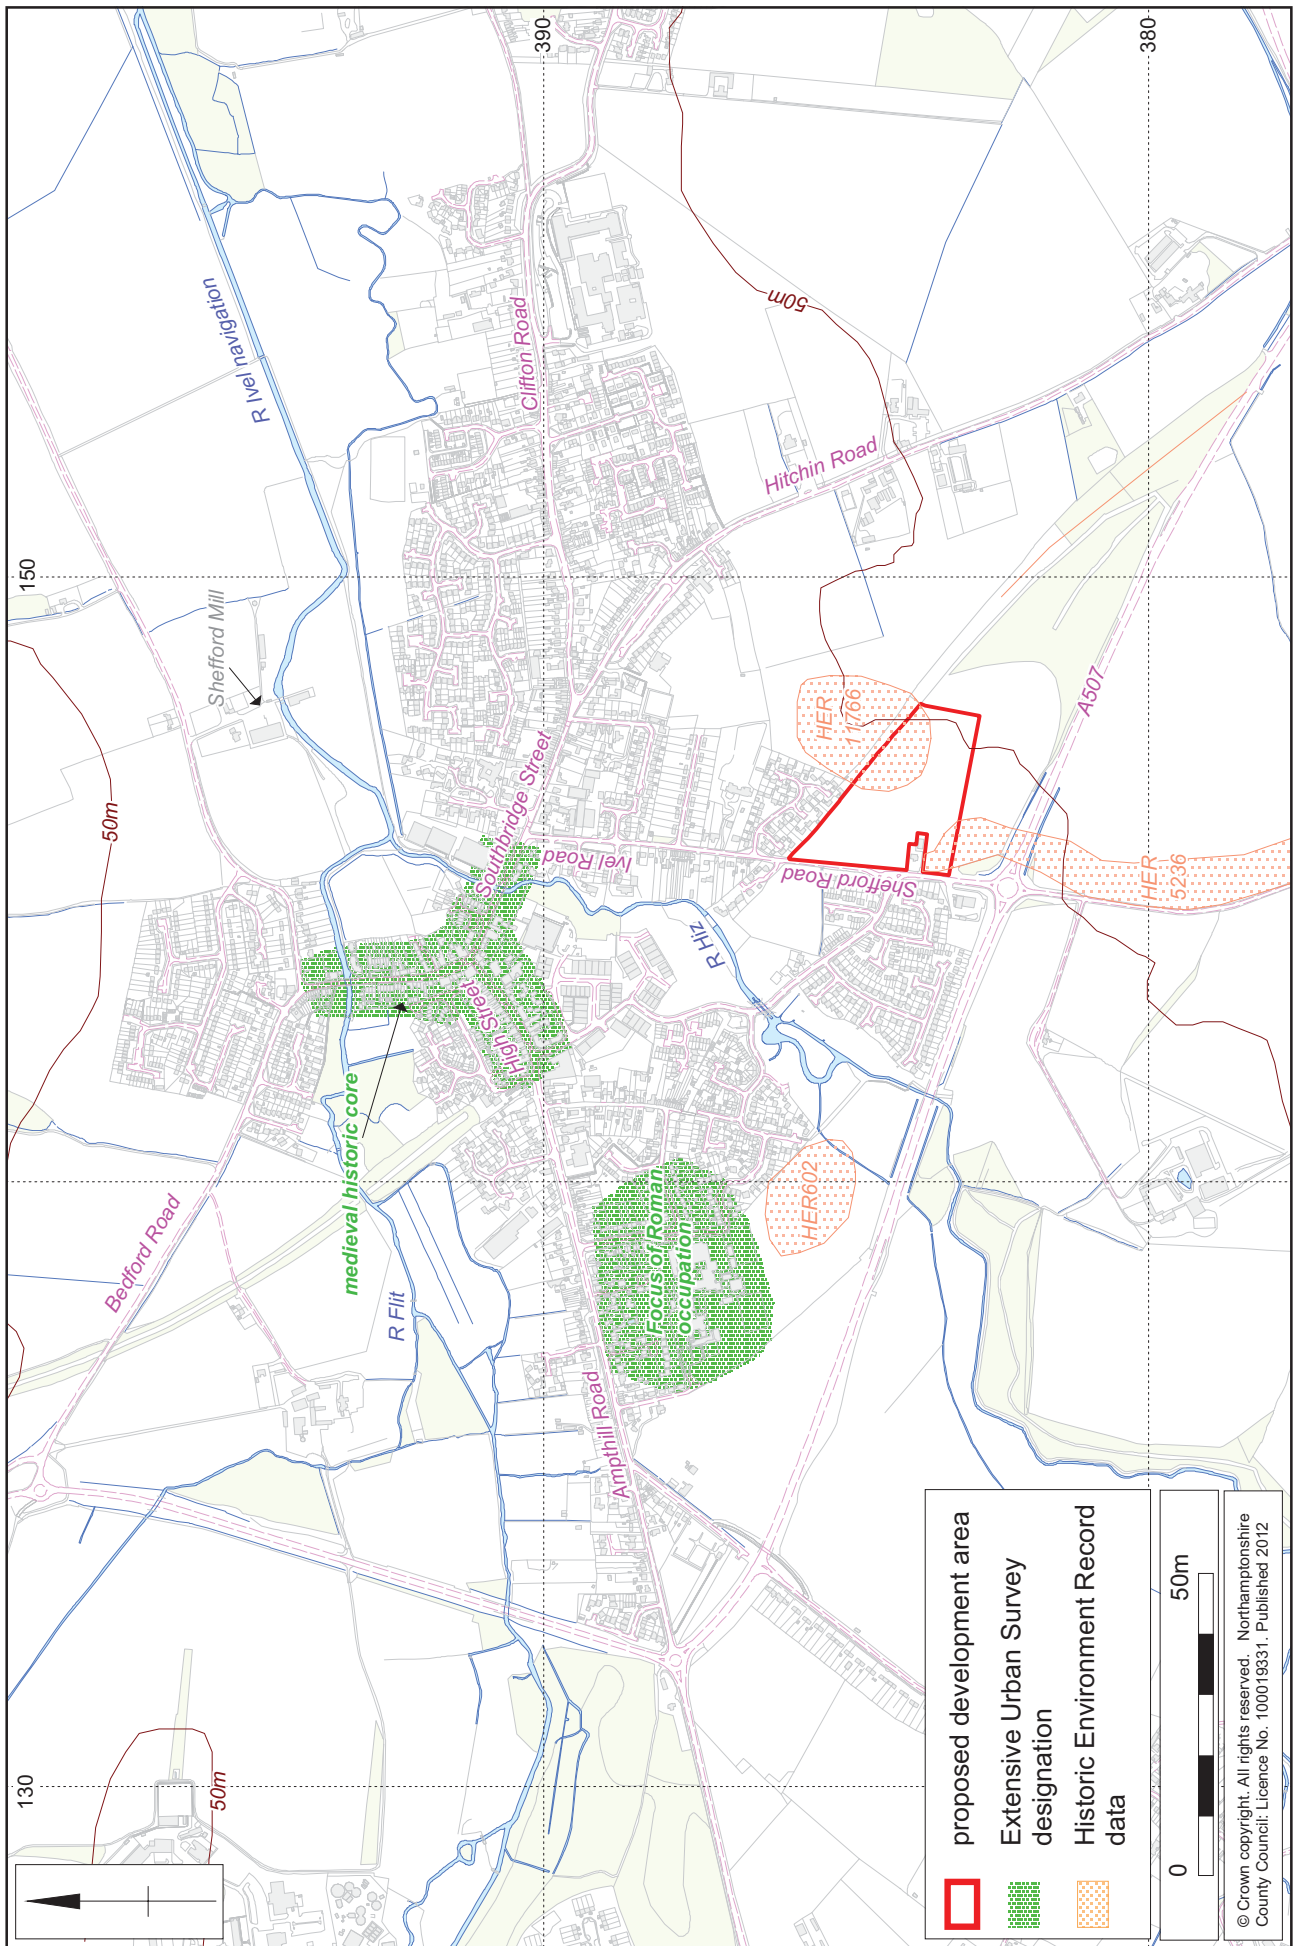 130
150
390
380
50m
50m
50m
Bedford Road
R Flit
medieval historic core
Shefford Mill
R Ivel navigation
High Street
Southbridge Street
Clifton Road
Ampthill Road
Focus of Roman
occupation
HER602
R Hiz
Ivel Road
Shefford Road
Hitchin Road
HER
11766
HER
5236
A507
proposed development area
Extensive Urban Survey
designation
Historic Environment Record
data
0
50m
© Crown copyright. All rights reserved. Northamptonshire
County Council: Licence No. 100019331. Published 2012